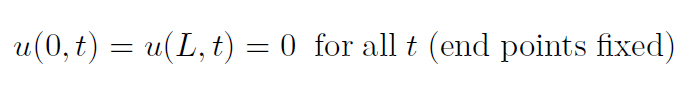 u(0, t) = u(L, t) = 0 for all t (end points fixed)